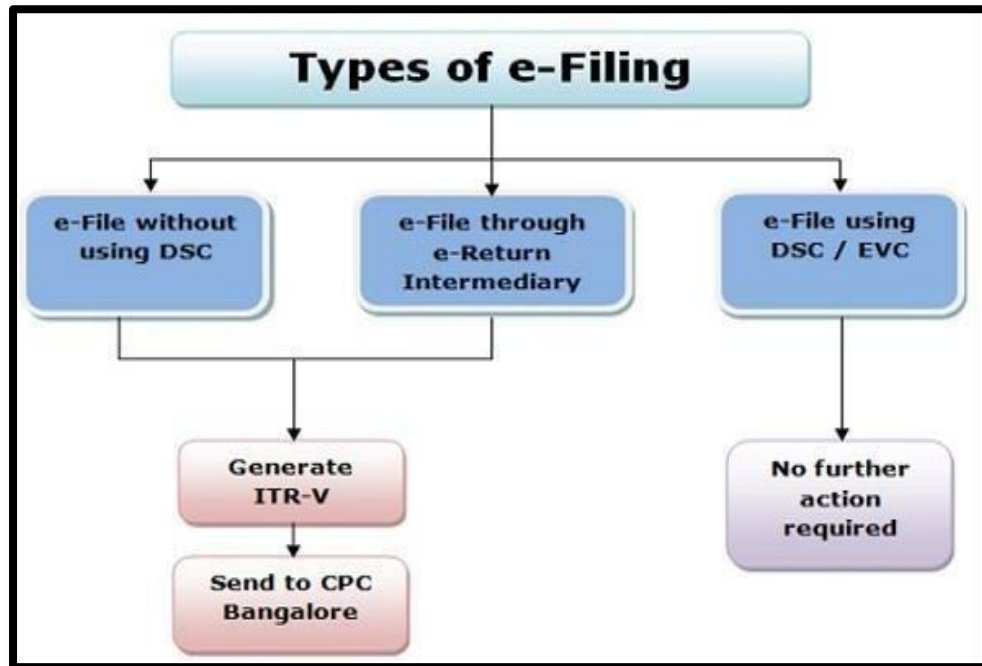 Types of e-Filing
e-File without
using DSC
e-File through
e-Return
Intermediary
e-File using
DSC / EVC
Generate
ITR-V
No further
action
required
Send to CPC
Bangalore